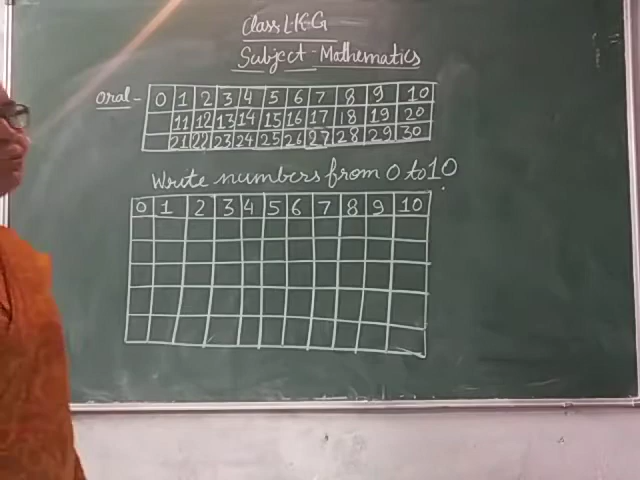 Class LKG
Subject - Mathematics
Oral - 0 1 2 3 4 5 6 7 8 9 10
11 12 13 14 15 16 17 18 19 20
21 22 23 24 25 26 27 28 29 30
Write numbers from 0 to 10
0 1 2 3 4 5 6 7 8 9 10